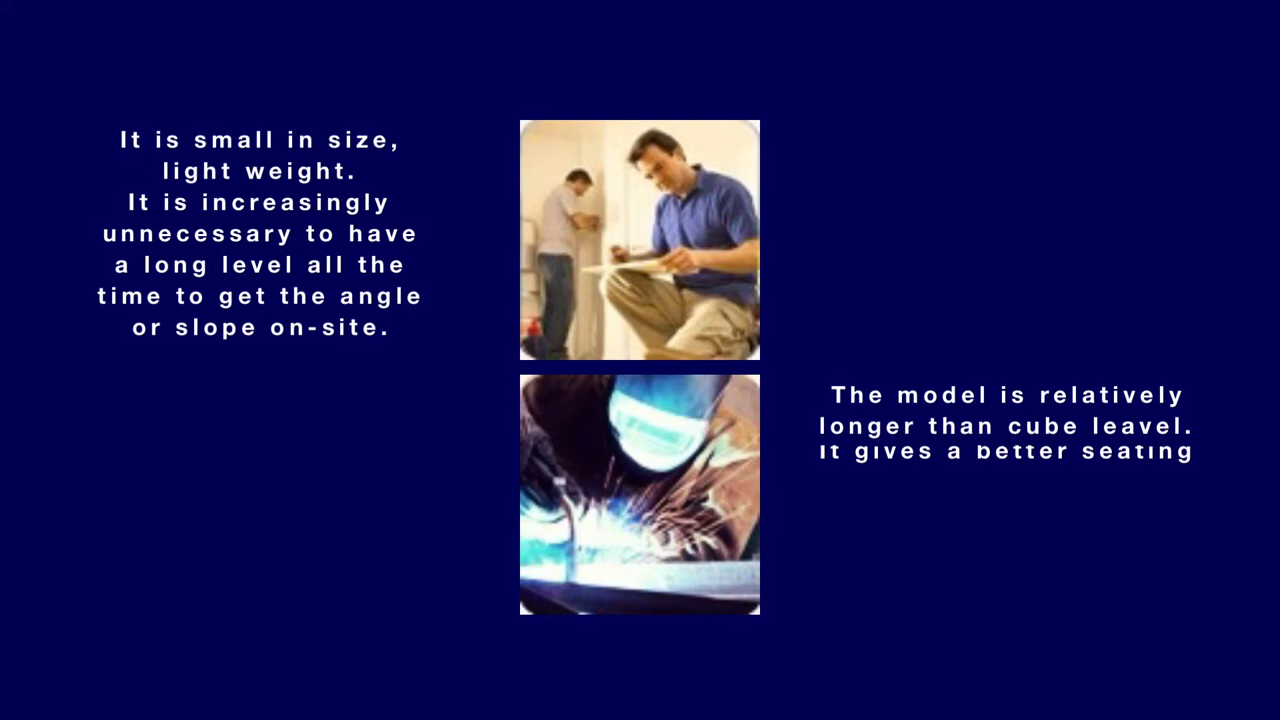 It is small in size,
light weight.
It is increasingly
unnecessary to have
a long level all the
time to get the angle
or slope on-site.
The model is relatively
longer than cube leavel.
It gives a better seating